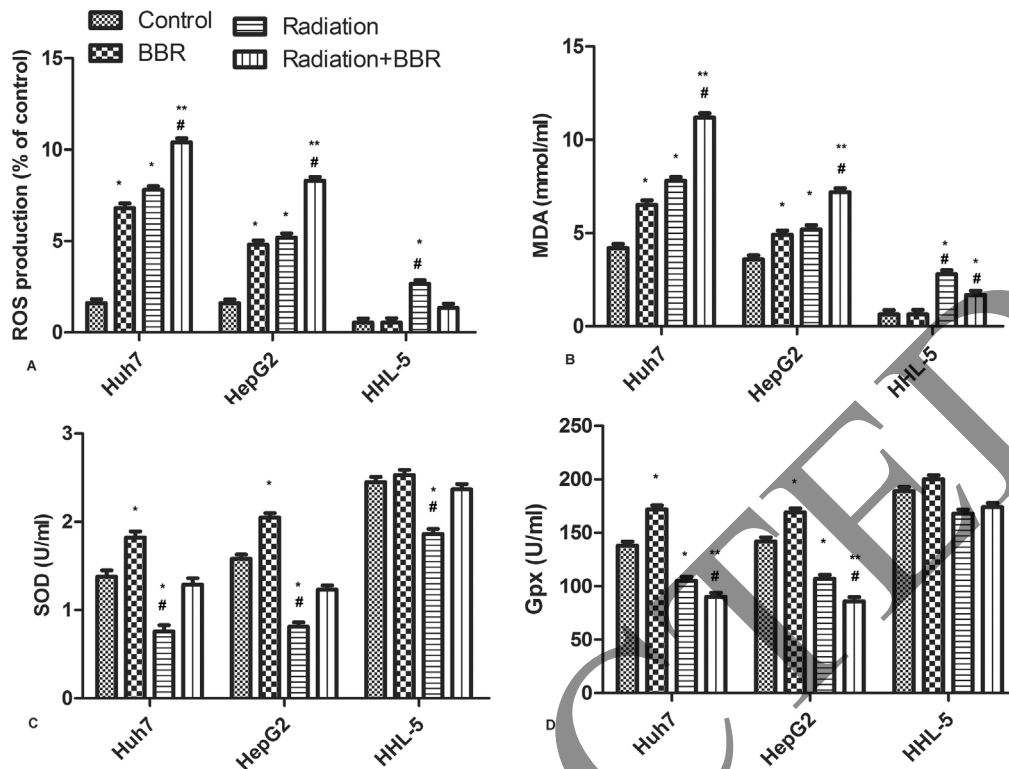 Control
BBR
Radiation
Radiation+BBR
ROS production (% of control)
15
10
5
0
*
*
**
#
*
*
**
#
*
#
Huh7
HepG2
HHL-5
A
MDA (mmol/ml)
15
10
5
0
*
*
**
#
*
*
**
#
*
#
*
#
Huh7
HepG2
HHL-5
B
SOD (U/ml)
3
2
1
0
*
*
#
*
*
#
*
#
Huh7
HepG2
HHL-5
C
Gpx (U/ml)
250
200
150
100
50
0
*
*
**
#
*
*
**
#
Huh7
HepG2
HHL-5
D